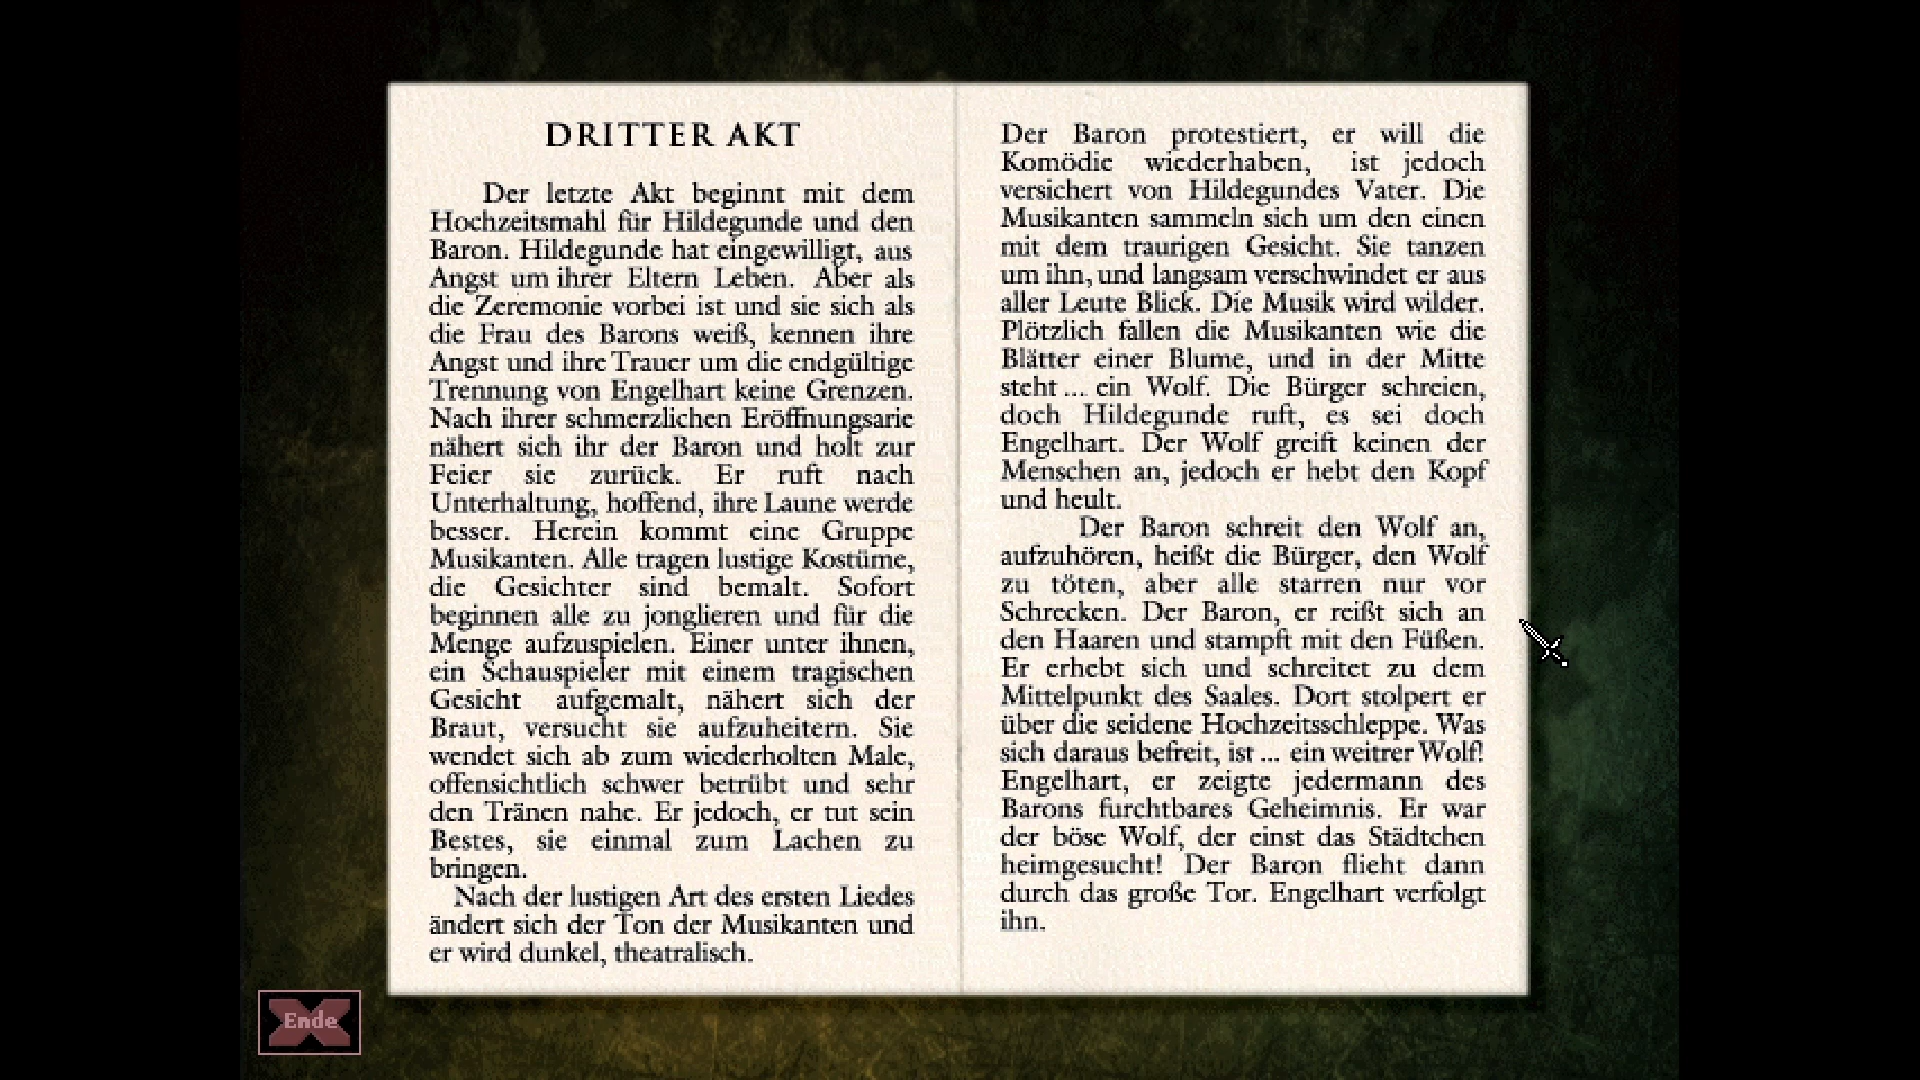 DRITTER AKT
Der letzte Akt beginnt mit dem
Hochzeitsmahl für Hildegunde und den
Baron. Hildegunde hat eingewilligt, aus
Angst um ihrer Eltern Leben. Aber als
die Zeremonie vorbei ist und sie sich als
die Frau des Barons weiß, kennen ihre
Angst und ihre Trauer um die endgültige
Trennung von Engelhart keine Grenzen.
Nach ihrer schmerzlichen Eröffnungsarie
nähert sich ihr der Baron und holt zur
Feier sie zurück. Er ruft nach
Unterhaltung, hoffend, ihre Laune werde
besser. Herein kommt eine Gruppe
Musikanten. Alle tragen lustige Kostüme,
die Gesichter sind bemalt. Sofort
beginnen alle zu jonglieren und für die
Menge aufzuspielen. Einer unter ihnen,
ein Schauspieler mit einem tragischen
Gesicht aufgemalt, nähert sich der
Braut, versucht sie aufzuheitern. Sie
wendet sich ab zum wiederholten Male,
offensichtlich schwer betrübt und sehr
den Tränen nahe. Er jedoch, er tut sein
Bestes, sie einmal zum Lachen zu
bringen.
Nach der lustigen Art des ersten Liedes
ändert sich der Ton der Musikanten und
er wird dunkel, theatralisch.
Der Baron protestiert, er will die
Komödie wiederhaben, ist jedoch
versichert von Hildegundes Vater. Die
Musikanten sammeln sich um den einen
mit dem traurigen Gesicht. Sie tanzen
um ihn, und langsam verschwindet er aus
aller Leute Blick. Die Musik wird wilder.
Plötzlich fallen die Musikanten wie die
Blätter einer Blume, und in der Mitte
steht ... ein Wolf. Die Bürger schreien,
doch Hildegunde ruft, es sei doch
Engelhart. Der Wolf greift keinen der
Menschen an, jedoch er hebt den Kopf
und heult.
Der Baron schreit den Wolf an,
aufzuhören, heißt die Bürger, den Wolf
zu töten, aber alle starren nur vor
Schrecken. Der Baron, er reißt sich an
den Haaren und stampft mit den Füßen.
Er erhebt sich und schreitet zu dem
Mittelpunkt des Saales. Dort stolpert er
über die seidene Hochzeitsschleppe. Was
sich daraus befreit, ist ... ein weitrer Wolf!
Engelhart, er zeigte jedermann des
Barons furchtbares Geheimnis. Er war
der böse Wolf, der einst das Städtchen
heimgesucht! Der Baron flieht dann
durch das große Tor. Engelhart verfolgt
ihn.
Ende